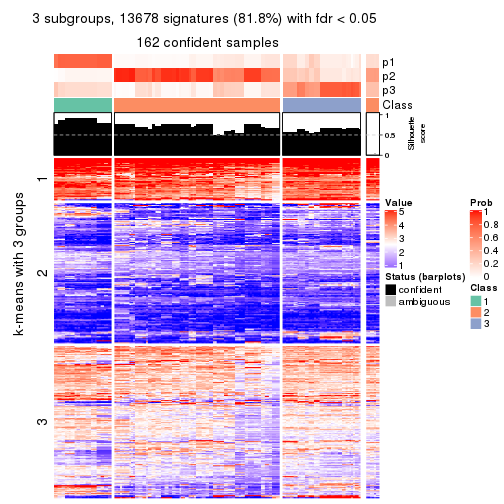 3 subgroups, 13678 signatures (81.8%) with fdr < 0.05
162 confident samples
p1
p2
p3
Class
1
0.5
0
Silhouette
score
k-means with 3 groups
1
2
3
Value
5
4
3
2
1
Status (barplots)
confident
ambiguous
Prob
1
0.8
0.6
0.4
0.2
0
Class
1
2
3